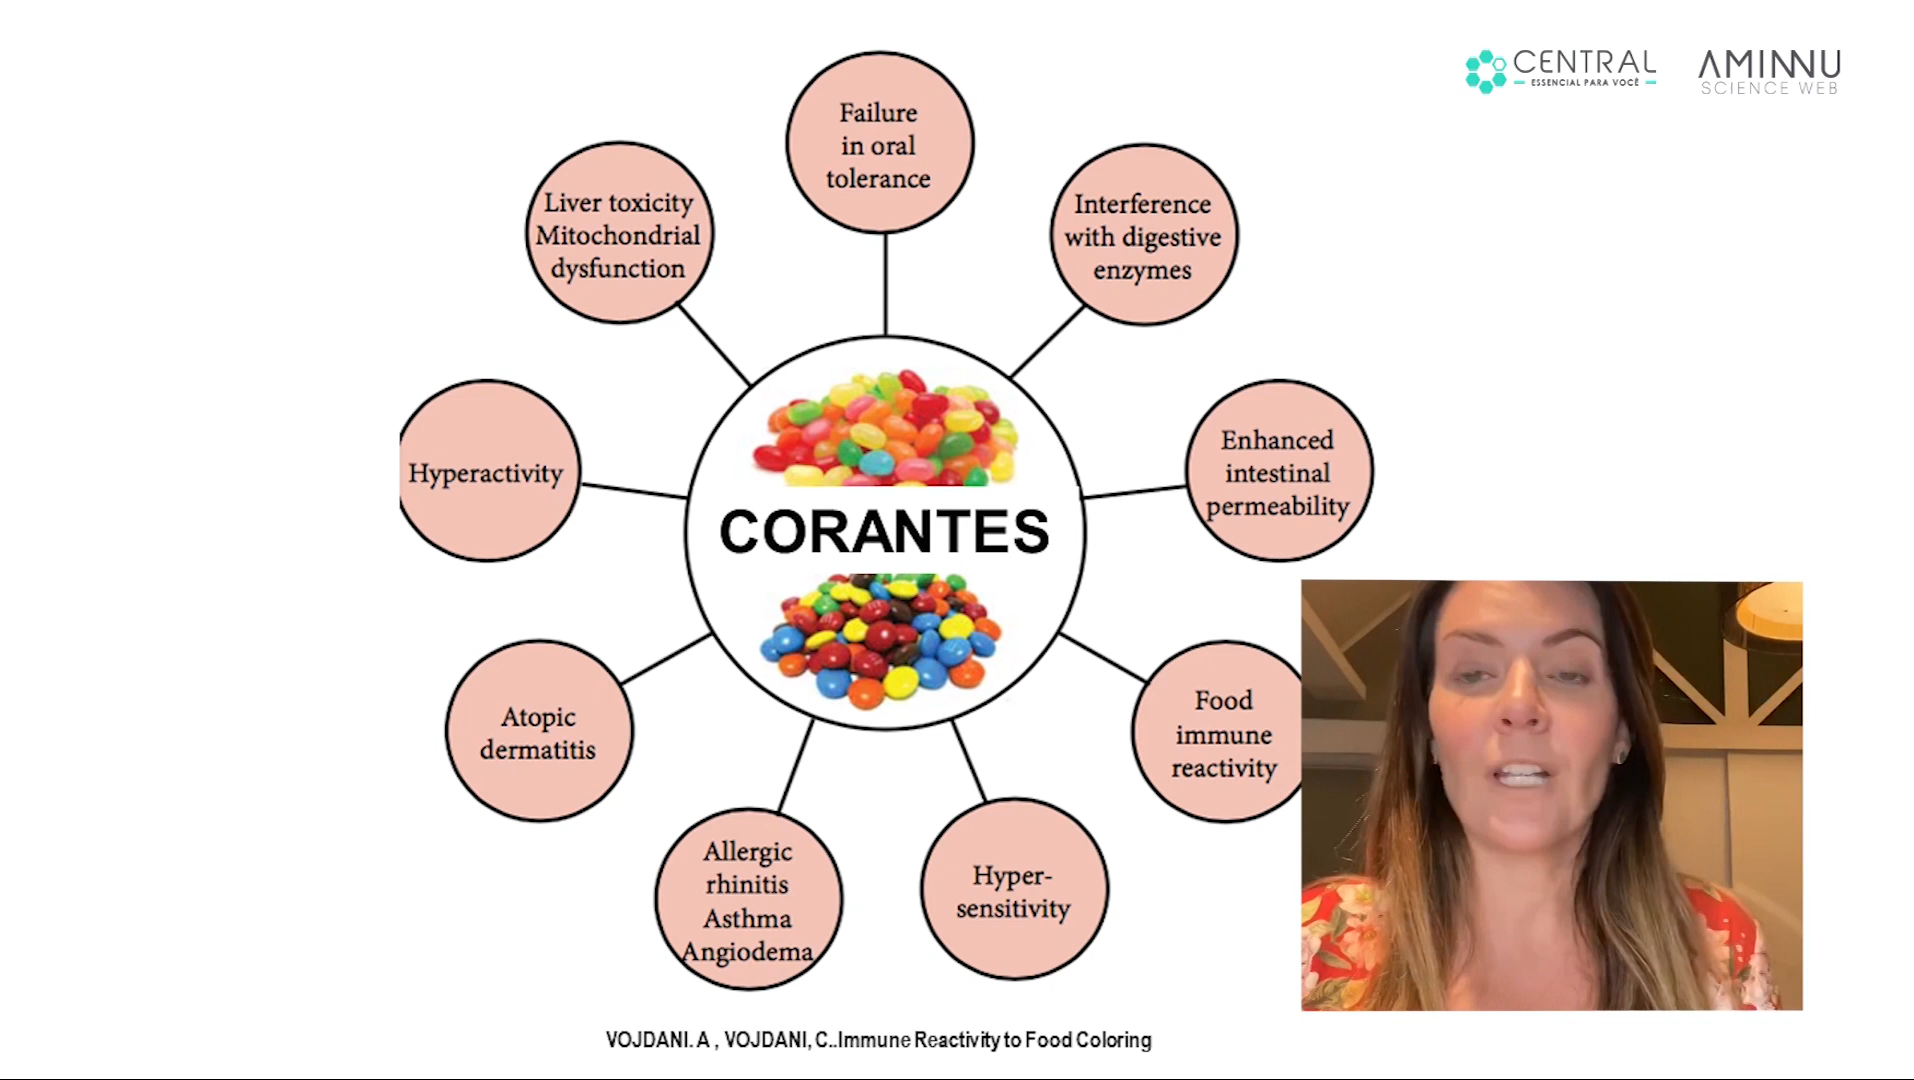 CENTRAL
ESSENCIAL PARA VOCÊ
AMINNU
SCIENCE WEB
Failure
in oral
tolerance
Liver toxicity
Mitochondrial
dysfunction
Interference
with digestive
enzymes
Hyperactivity
Enhanced
intestinal
permeability
CORANTES
Atopic
dermatitis
Food
immune
reactivity
Allergic
rhinitis
Asthma
Angiodema
Hyper-
sensitivity
VOJDANI. A , VOJDANI, C..Immune Reactivity to Food Coloring